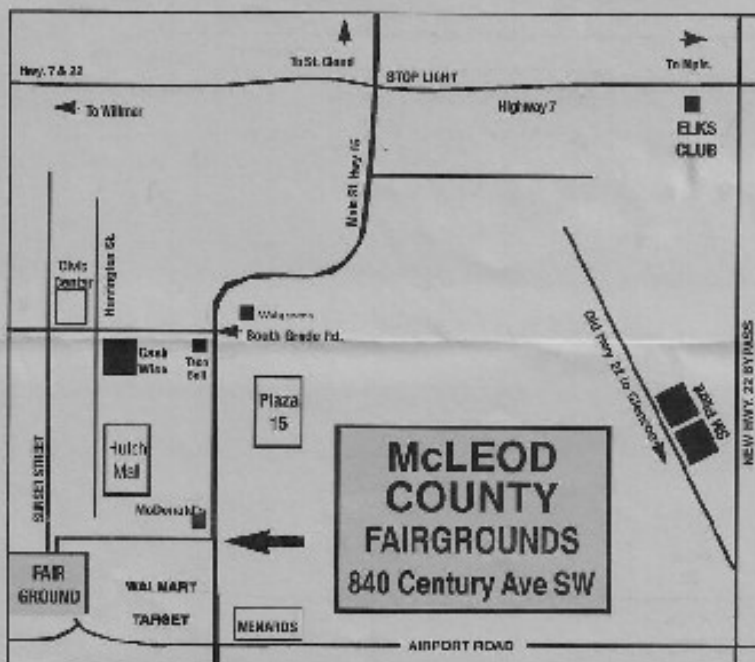 To St. Cloud
To Mpls.
Hwy. 7 & 22
STOP LIGHT
To Willmar
Highway 7
ELKS
CLUB
Main St. Hwy 15
Civic
Center
Harrington St.
Walgreens
South Grade Rd.
Cash
Wise
Taco
Bell
Plaza
15
Old Hwy 22 to Glencoe
3M Plant
NEW HWY. 22 BYPASS
Hutch
Mall
SUNSET STREET
McLEOD
COUNTY
FAIRGROUNDS
840 Century Ave SW
McDonald's
FAIR
GROUND
WALMART
TARGET
MENARDS
AIRPORT ROAD